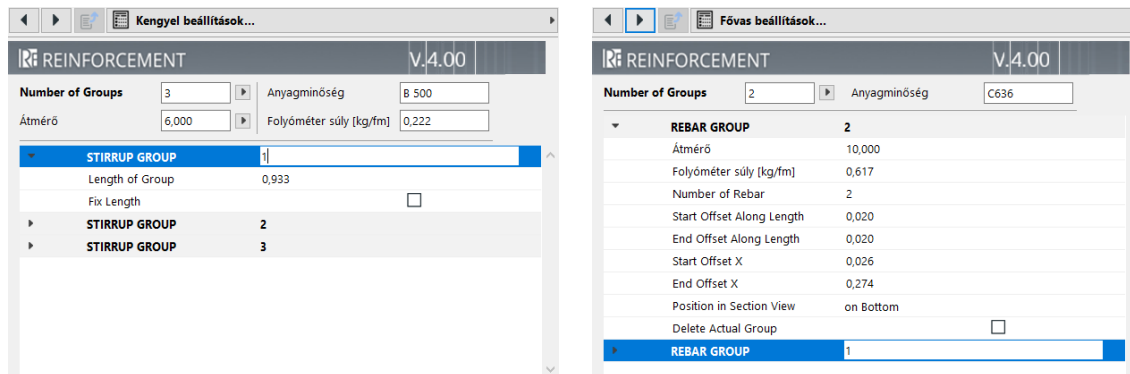 Kengyel beállítások...
REINFORCEMENT V.4.00
Number of Groups 3 Anyagminőség B 500
Átmérő 6,000 Folyóméter súly [kg/fm] 0,222
STIRRUP GROUP 1
Length of Group 0,933
Fix Length
STIRRUP GROUP 2
STIRRUP GROUP 3
Fővas beállítások...
REINFORCEMENT V.4.00
Number of Groups 2 Anyagminőség C636
REBAR GROUP 2
Átmérő 10,000
Folyóméter súly [kg/fm] 0,617
Number of Rebar 2
Start Offset Along Length 0,020
End Offset Along Length 0,020
Start Offset X 0,026
End Offset X 0,274
Position in Section View on Bottom
Delete Actual Group
REBAR GROUP 1